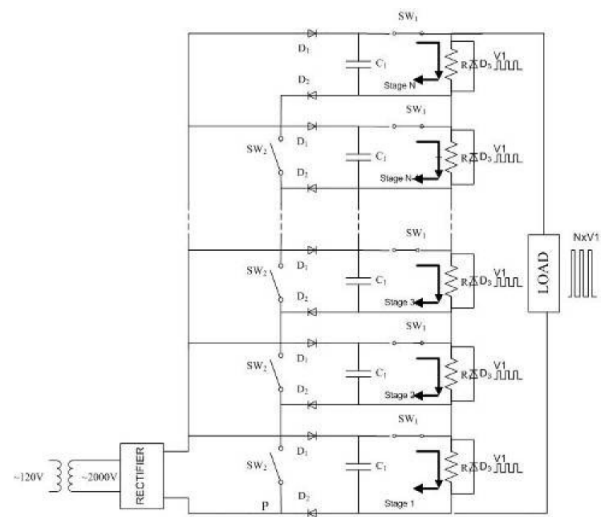 SW₁
D₁
C₁
R
D₃
V1
D₂
Stage N
SW₁
SW₂
D₁
C₁
R
D₃
V1
D₂
Stage N
SW₁
D₁
SW₂
C₁
R
D₃
V1
D₂
Stage 3
LOAD
NxV1
SW₁
D₁
SW₂
C₁
R
D₃
V1
D₂
Stage 2
SW₁
D₁
~120V
~2000V
RECTIFIER
SW₂
C₁
R
D₃
V1
D₂
P
Stage 1